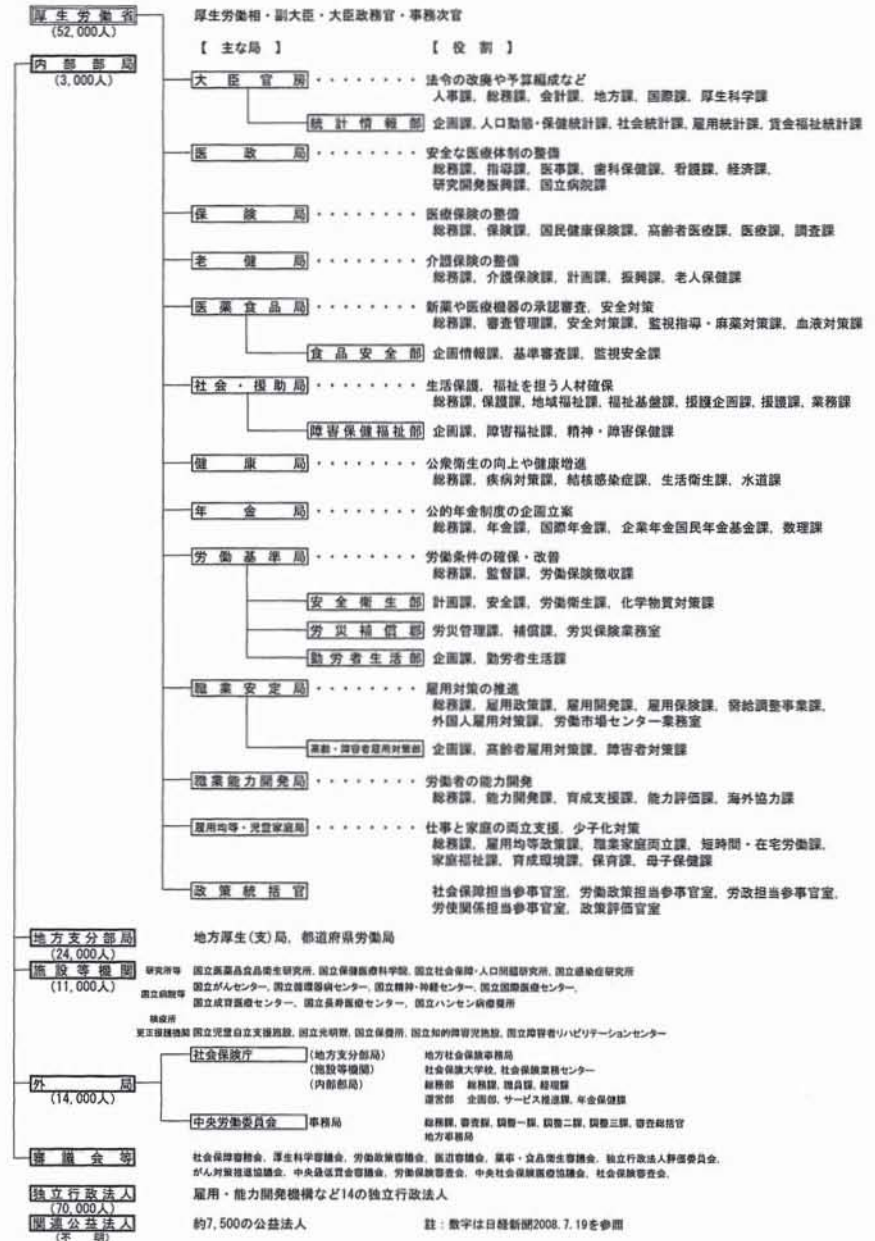 厚生労働省 厚生労働相・副大臣・大臣政務官・事務次官
(52,000人)
【 主な局 】 【 役 割 】
内部部局
(3,000人)
大臣官房 ・・・・・・・・ 法令の改廃や予算編成など
人事課、総務課、会計課、地方課、国際課、厚生科学課
統計情報部 企画課、人口動態・保健統計課、社会統計課、雇用統計課、賃金福祉統計課
医政局 ・・・・・・・・ 安全な医療体制の整備
総務課、指導課、医事課、歯科保健課、看護課、経済課、
研究開発振興課、国立病院課
保険局 ・・・・・・・・ 医療保険の整備
総務課、保険課、国民健康保険課、高齢者医療課、医療課、調査課
老健局 ・・・・・・・・ 介護保険の整備
総務課、介護保険課、計画課、振興課、老人保健課
医薬食品局 ・・・・・・・・ 新薬や医療機器の承認審査、安全対策
総務課、審査管理課、安全対策課、監視指導・麻薬対策課、血液対策課
食品安全部 企画情報課、基準審査課、監視安全課
社会・援助局 ・・・・・・・・ 生活保護、福祉を担う人材確保
総務課、保護課、地域福祉課、福祉基盤課、援護企画課、援護課、業務課
障害保健福祉部 企画課、障害福祉課、精神・障害保健課
健康局 ・・・・・・・・ 公衆衛生の向上や健康増進
総務課、疾病対策課、結核感染症課、生活衛生課、水道課
年金局 ・・・・・・・・ 公的年金制度の企画立案
総務課、年金課、国際年金課、企業年金国民年金基金課、数理課
労働基準局 ・・・・・・・・ 労働条件の確保・改善
総務課、監督課、労働保険徴収課
安全衛生部 計画課、安全課、労働衛生課、化学物質対策課
労災補償部 労災管理課、補償課、労災保険業務室
勤労者生活部 企画課、勤労者生活課
職業安定局 ・・・・・・・・ 雇用対策の推進
総務課、雇用政策課、雇用開発課、雇用保険課、需給調整事業課、
外国人雇用対策課、労働市場センター業務室
高齢・障害者雇用対策部 企画課、高齢者雇用対策課、障害者対策課
職業能力開発局 ・・・・・・・・ 労働者の能力開発
総務課、能力開発課、育成支援課、能力評価課、海外協力課
雇用均等・児童家庭局 ・・・・・・・・ 仕事と家庭の両立支援、少子化対策
総務課、雇用均等政策課、職業家庭両立課、短時間・在宅労働課、
家庭福祉課、育成環境課、保育課、母子保健課
政策統括官 社会保障担当参事官室、労働政策担当参事官室、労政担当参事官室、
労使関係担当参事官室、政策評価官室
地方支分部局 地方厚生(支)局、都道府県労働局
(24,000人)
施設等機関 研究所等 国立医薬品食品衛生研究所、国立保健医療科学院、国立社会保障・人口問題研究所、国立感染症研究所
(11,000人)
国立病院等 国立がんセンター、国立循環器病センター、国立精神・神経センター、国立国際医療センター、
国立成育医療センター、国立長寿医療センター、国立ハンセン病療養所
検疫所
更正援護機関 国立児童自立支援施設、国立光明寮、国立保養所、国立知的障害児施設、国立障害者リハビリテーションセンター
外局
(14,000人)
社会保険庁 (地方支分部局) 地方社会保険事務局
(施設等機関) 社会保険大学校、社会保険業務センター
(内部部局) 総務部 総務課、職員課、経理課
運営部 企画部、サービス推進課、年金保健課
中央労働委員会 事務局 総務課、審査課、調整一課、調整二課、調整三課、審査総括官
地方事務局
審議会等 社会保障審議会、厚生科学審議会、労働政策審議会、医道審議会、薬事・食品衛生審議会、独立行政法人評価委員会、
がん対策推進協議会、中央最低賃金審議会、労働保険審査会、中央社会保険医療協議会、社会保険審査会、
独立行政法人 雇用・能力開発機構など14の独立行政法人
(70,000人)
関連公益法人 約7,500の公益法人 註：数字は日経新聞2008.7.19を参照
(不 明)